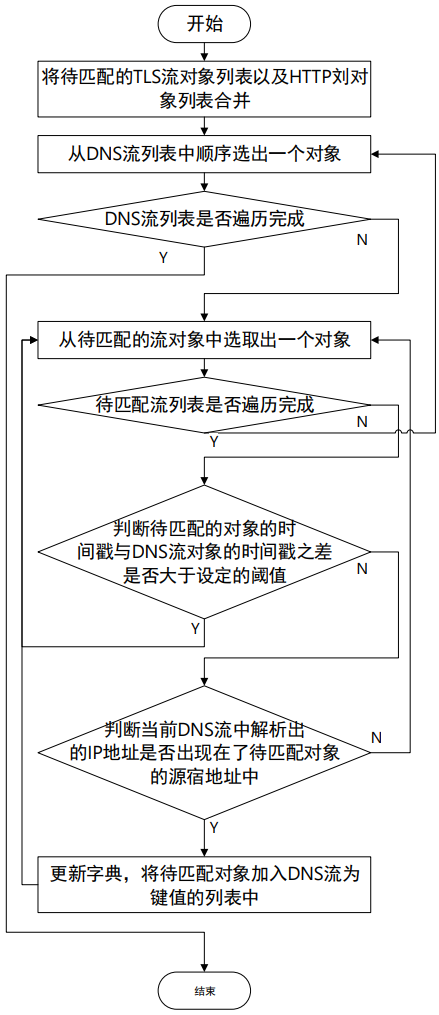 开始
将待匹配的TLS流对象列表以及HTTP刘对
象列表合并
从DNS流列表中顺序选出一个对象
DNS流列表是否遍历完成
N
Y
从待匹配的流对象中选取出一个对象
待匹配流列表是否遍历完成
N
Y
判断待匹配的对象的时
间戳与DNS流对象的时间戳之差
是否大于设定的阈值
N
Y
判断当前DNS流中解析出
的IP地址是否出现在了待匹配对象
的源宿地址中
N
Y
更新字典，将待匹配对象加入DNS流为
键值的列表中
结束